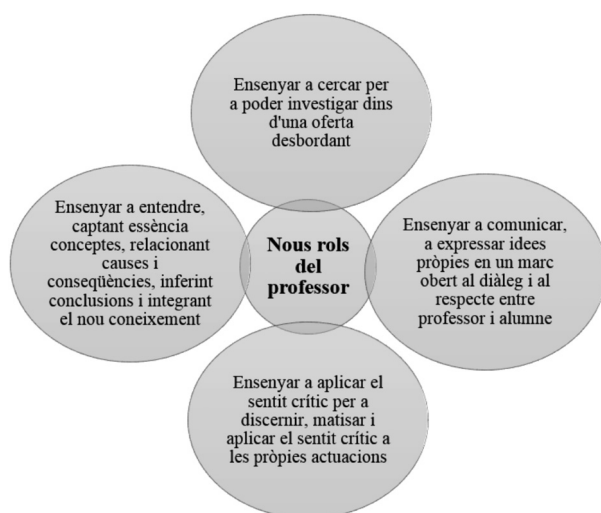 Ensenyar a cercar per
a poder investigar dins
d'una oferta
desbordant
Ensenyar a entendre,
captant essència
conceptes, relacionant
causes i
conseqüències, inferint
conclusions i integrant
el nou coneixement
Nous rols
del
professor
Ensenyar a comunicar,
a expressar idees
pròpies en un marc
obert al diàleg i al
respecte entre
professor i alumne
Ensenyar a aplicar el
sentit crític per a
discernir, matisar i
aplicar el sentit crític a
les pròpies actuacions